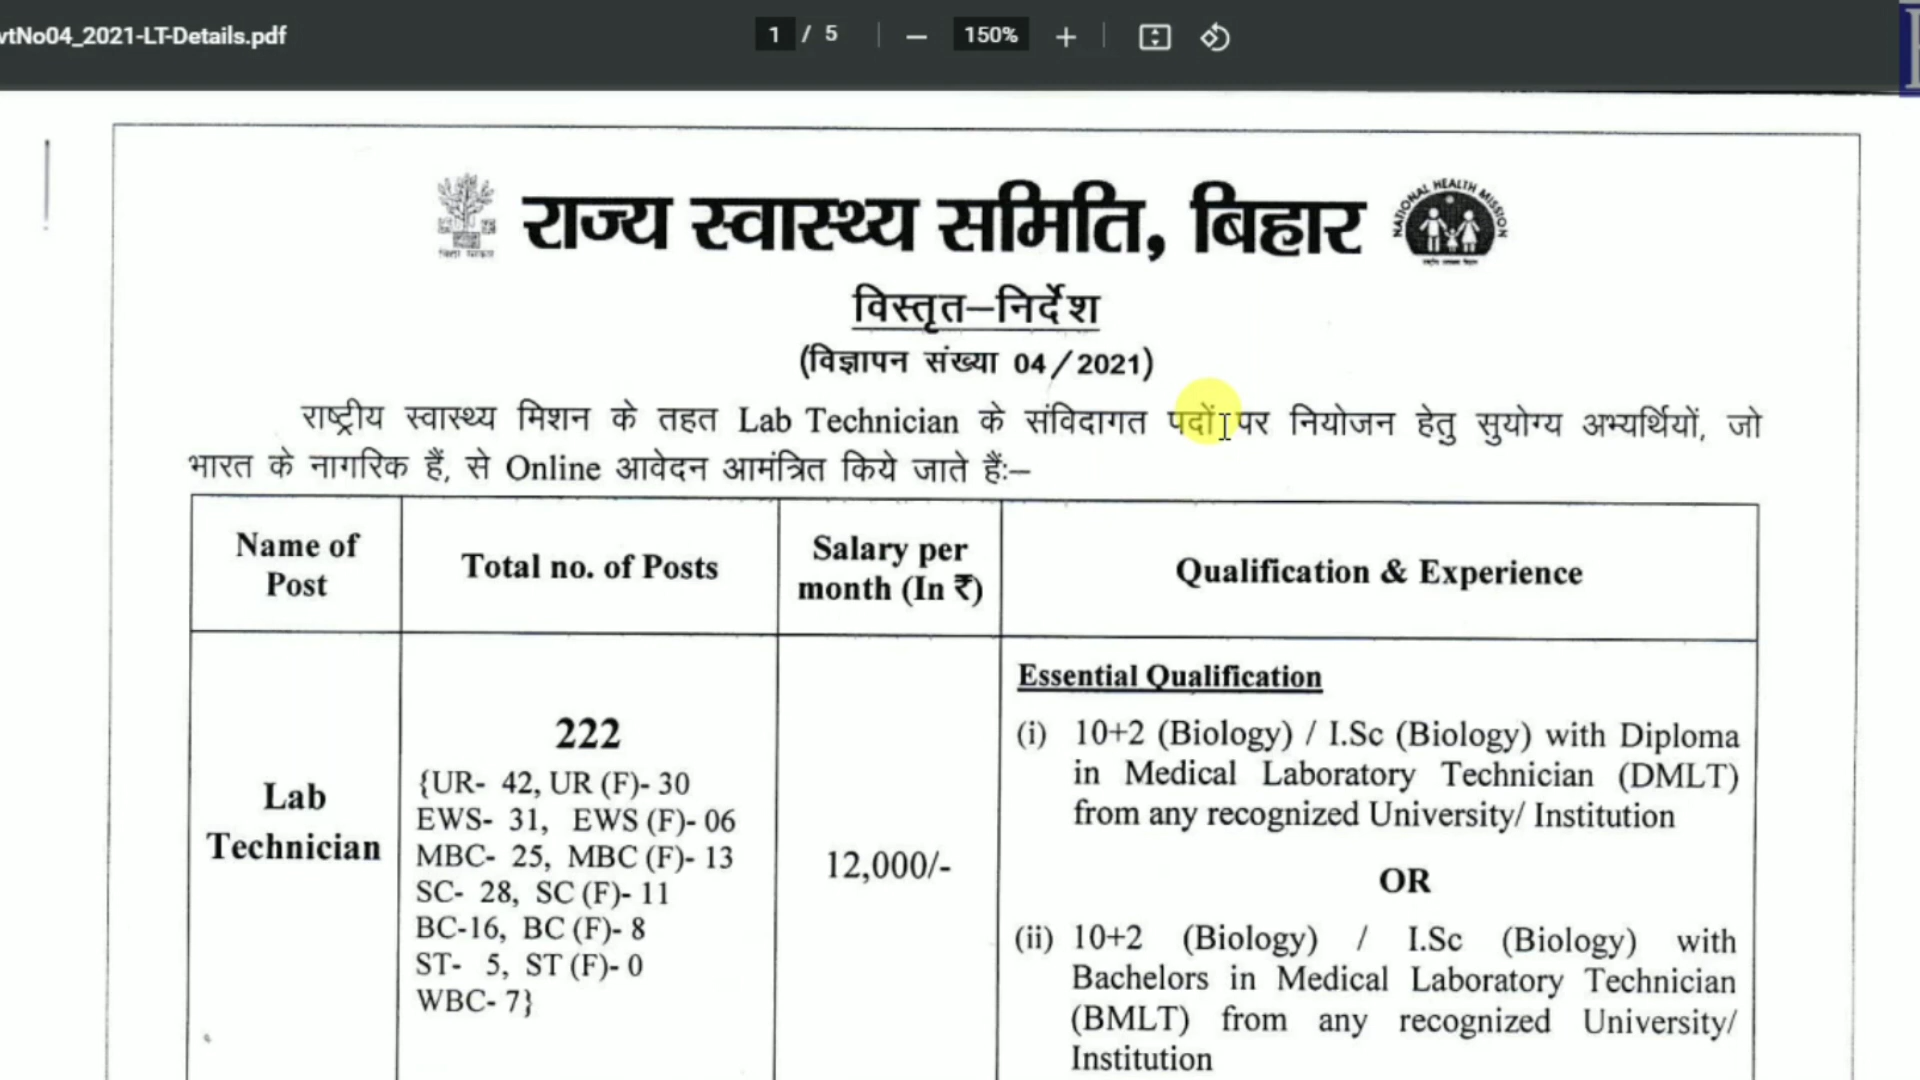 vtNo04_2021-LT-Details.pdf
1 / 5
150%
राज्य स्वास्थ्य समिति, बिहार
NATIONAL HEALTH MISSION
विस्तृत–निर्देश
(विज्ञापन संख्या 04/2021)
राष्ट्रीय स्वास्थ्य मिशन के तहत Lab Technician के संविदागत पदों पर नियोजन हेतु सुयोग्य अभ्यर्थियों, जो
भारत के नागरिक हैं, से Online आवेदन आमंत्रित किये जाते हैं:–
Name of
Post
Total no. of Posts
Salary per
month (In ₹)
Qualification & Experience
Lab
Technician
222
{UR- 42, UR (F)- 30
EWS- 31, EWS (F)- 06
MBC- 25, MBC (F)- 13
SC- 28, SC (F)- 11
BC-16, BC (F)- 8
ST- 5, ST (F)- 0
WBC- 7}
12,000/-
Essential Qualification
(i) 10+2 (Biology) / I.Sc (Biology) with Diploma
in Medical Laboratory Technician (DMLT)
from any recognized University/ Institution
OR
(ii) 10+2 (Biology) / I.Sc (Biology) with
Bachelors in Medical Laboratory Technician
(BMLT) from any recognized University/
Institution